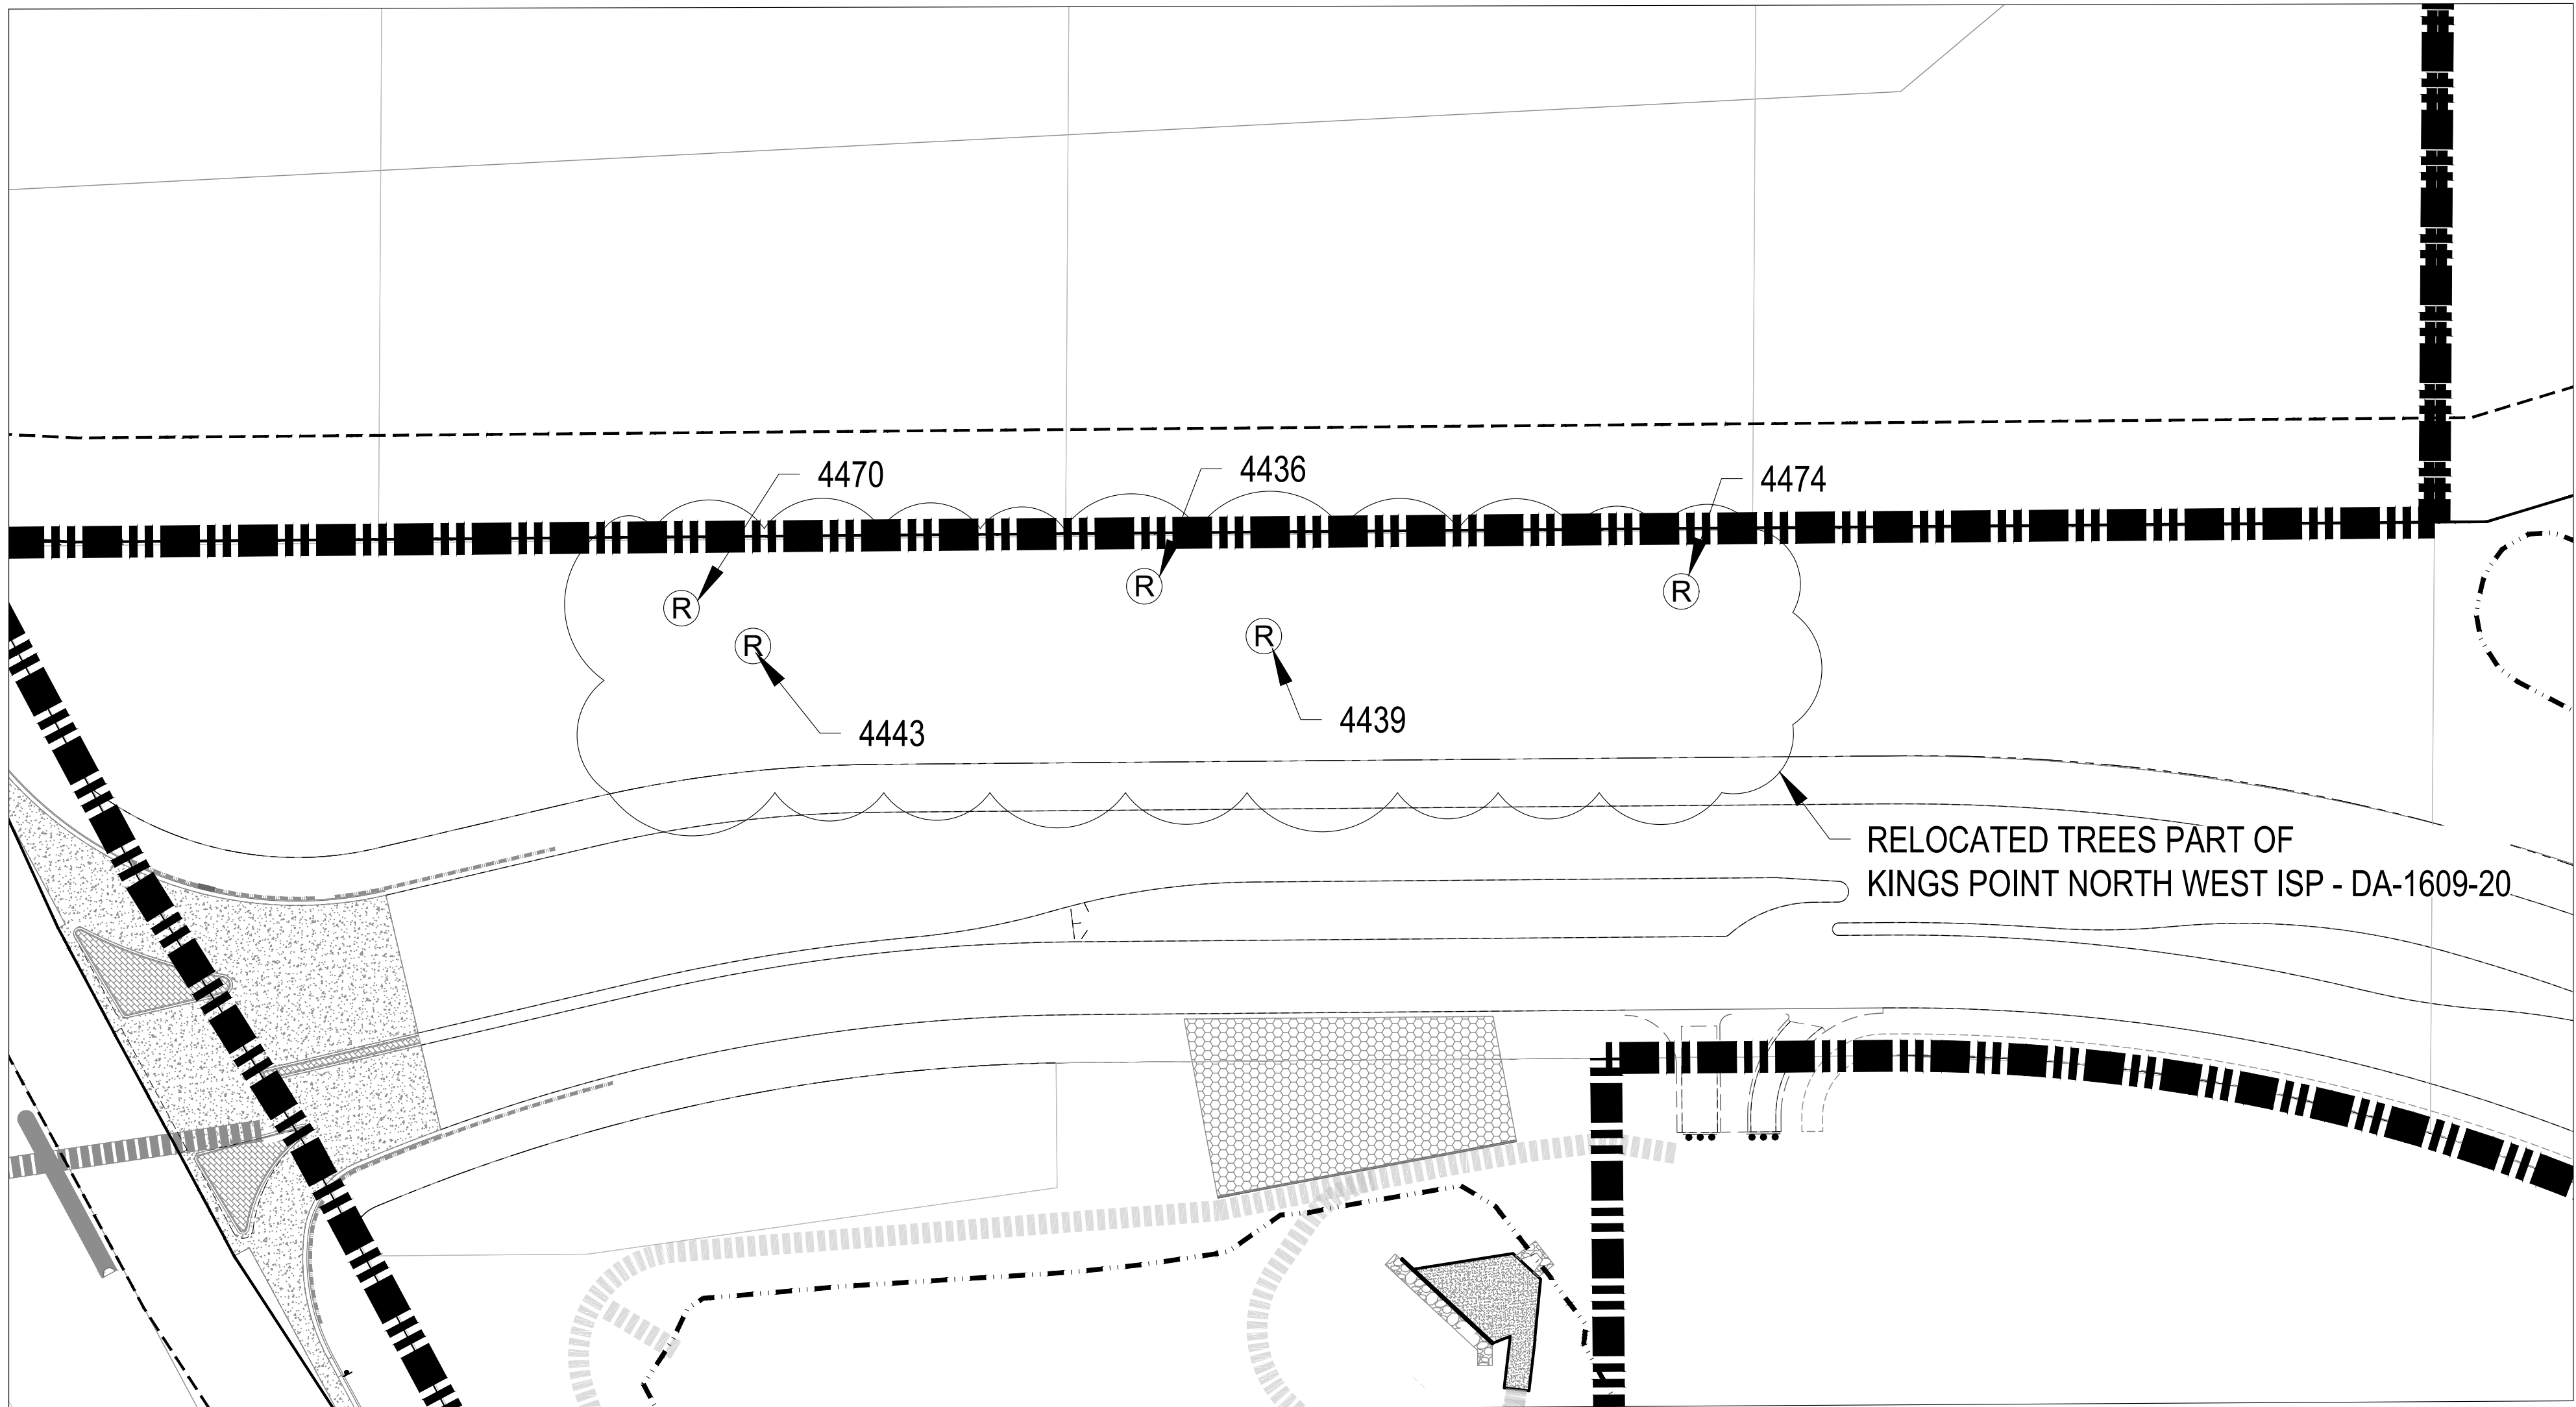 4470
4436
4474
R
R
R
R
R
4443
4439
RELOCATED TREES PART OF
KINGS POINT NORTH WEST ISP - DA-1609-20